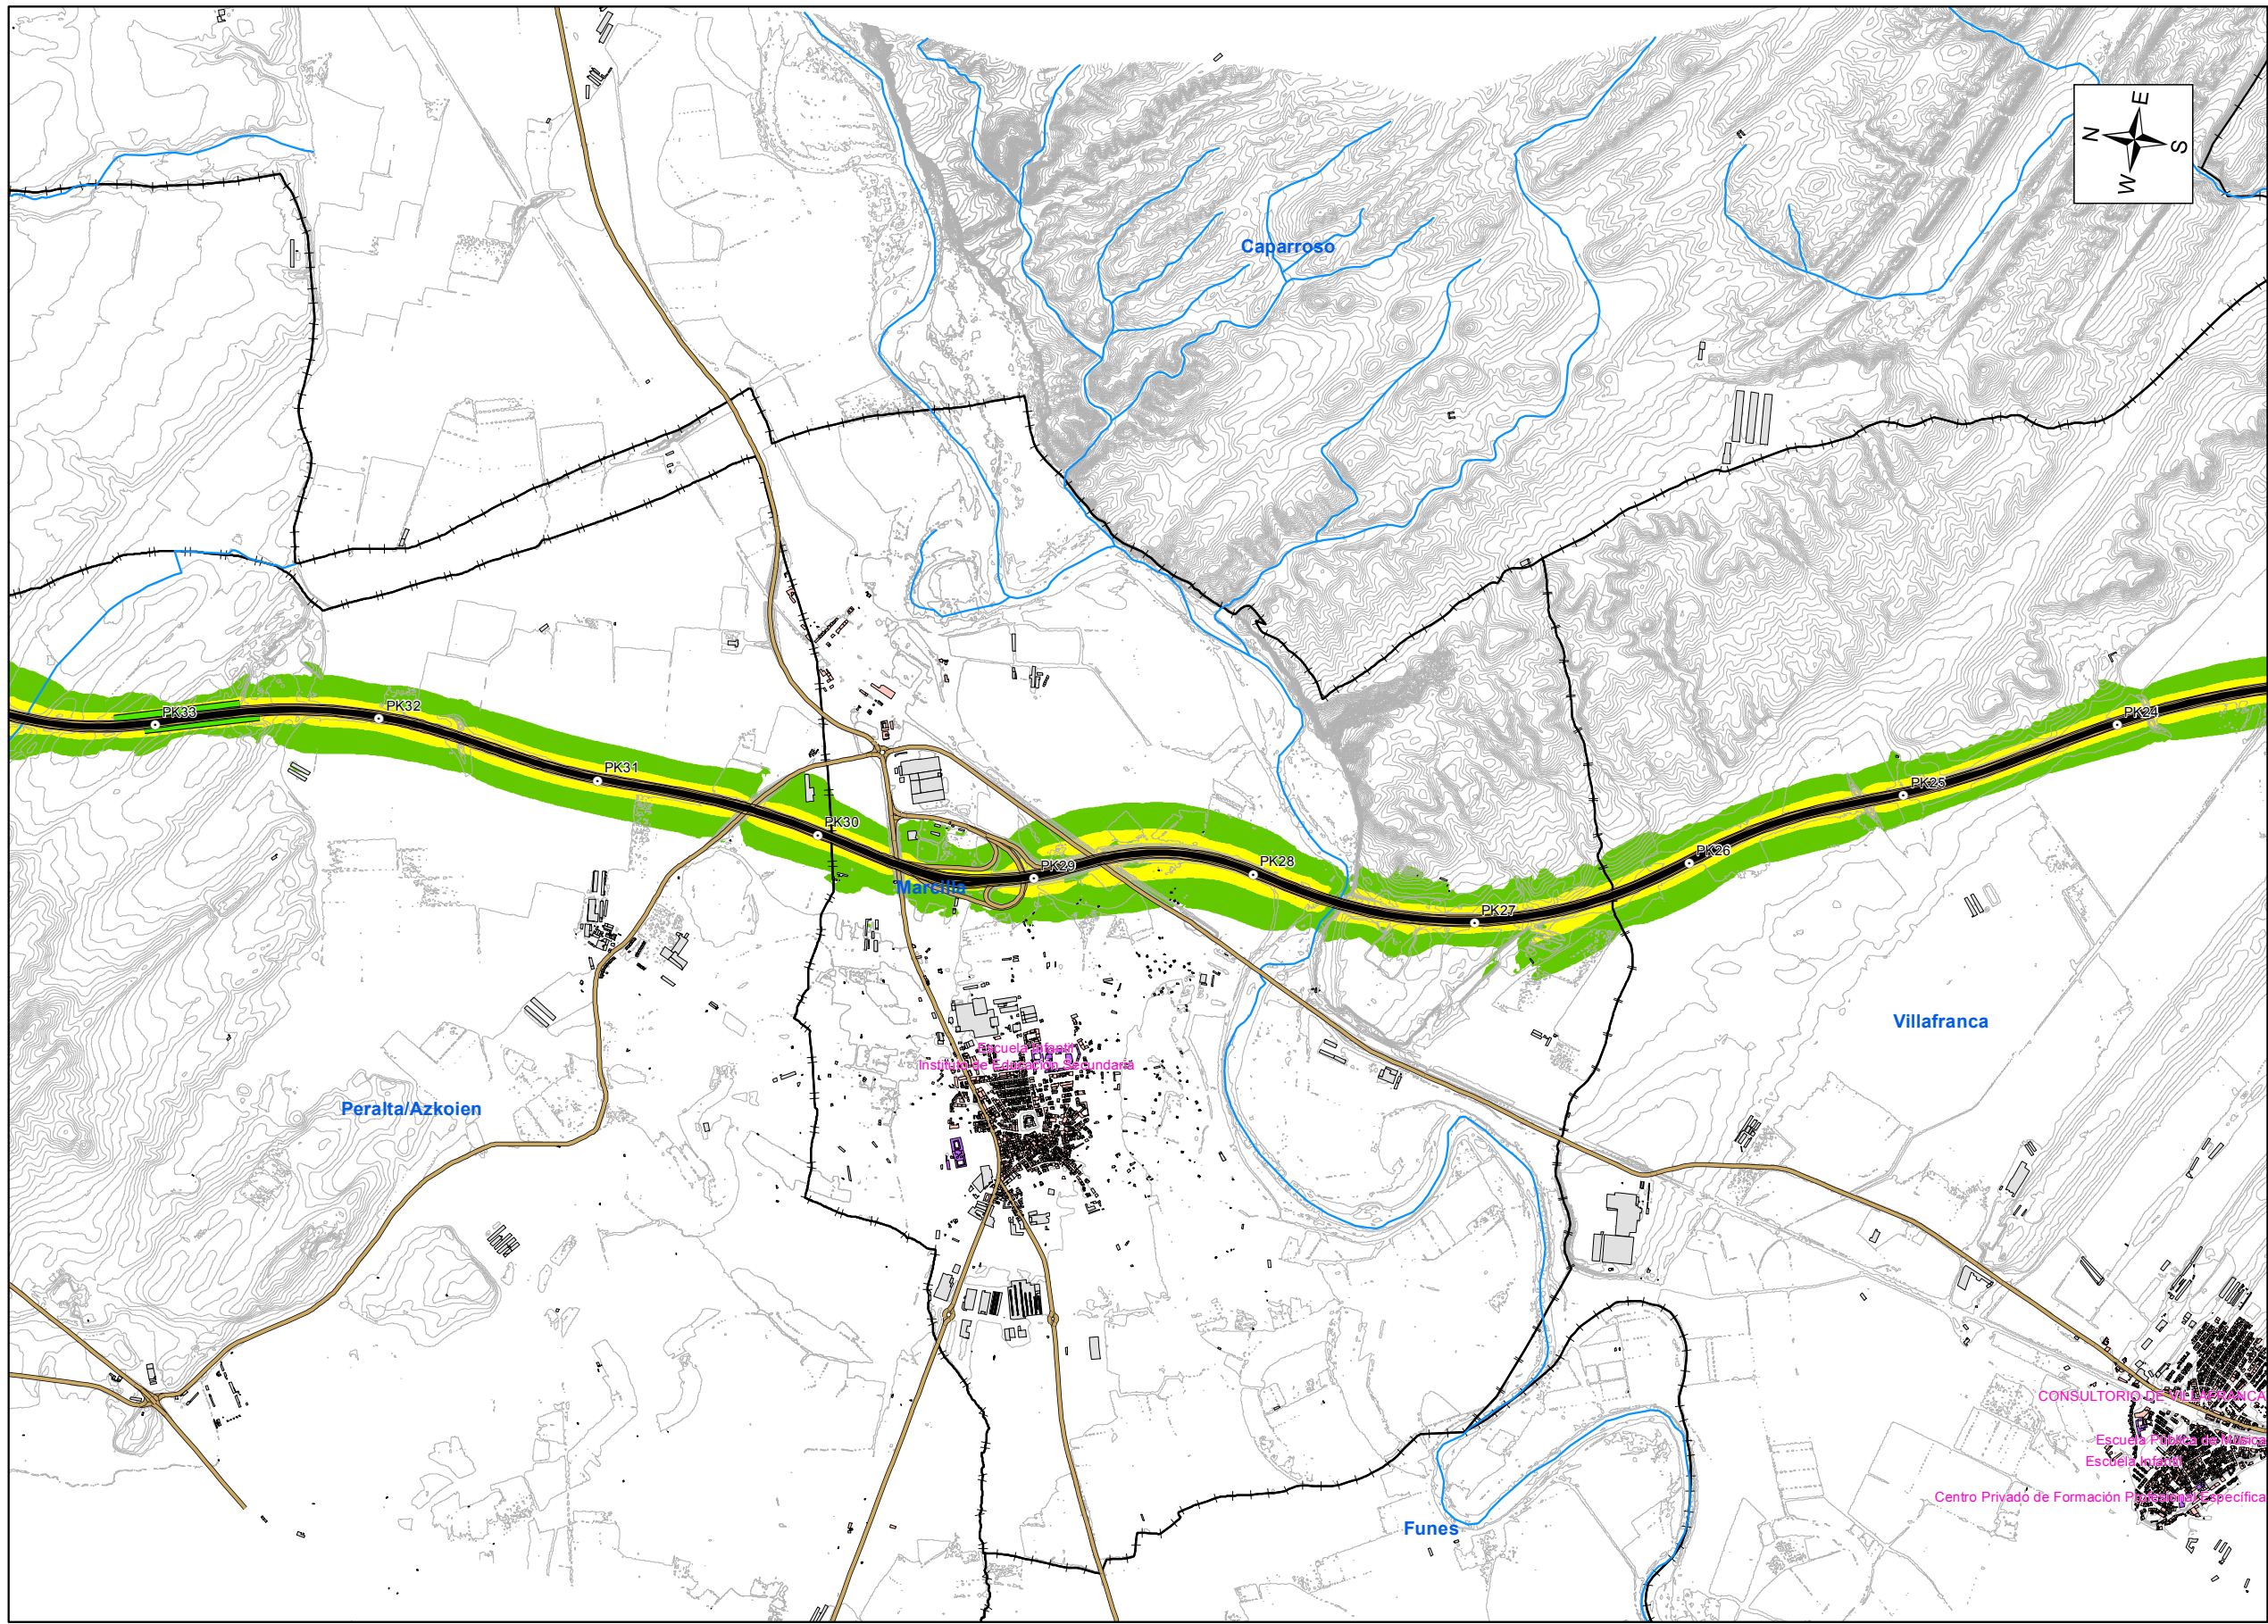 E
N
S
W
Caparroso
PK33
PK32
PK24
PK31
PK25
PK30
PK26
PK28
PK29
Marcilla
PK27
Villafranca
Escuela Infantil
Instituto de Educación Secundaria
Peralta/Azkoien
CONSULTORIO DE VILLAFRANCA
Escuela Pública de Música
Escuela Infantil
Centro Privado de Formación Profesional Específica
Funes